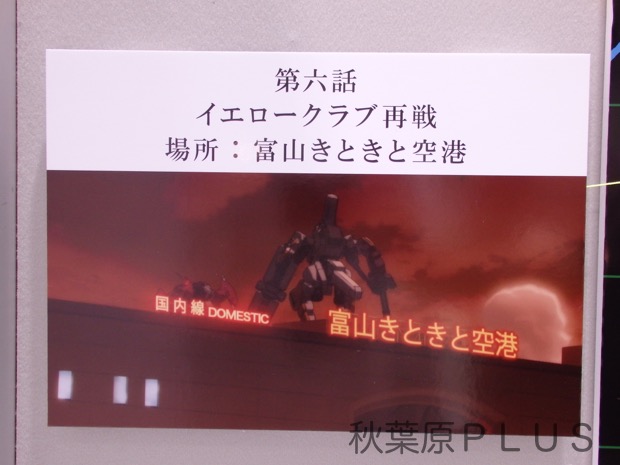 第六話
イエロークラブ再戦
場所：富山きときと空港
国内線 DOMESTIC
富山きときと空港
秋葉原PLUS